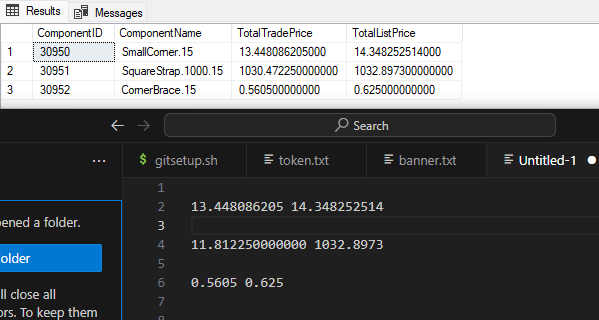 Results Messages
ComponentID ComponentName TotalTradePrice TotalListPrice
1 30950 SmallCorner.15 13.448086205000 14.348252514000
2 30951 SquareStrap.1000.15 1030.472250000000 1032.897300000000
3 30952 CornerBrace.15 0.560500000000 0.625000000000
Search
$ gitsetup.sh token.txt banner.txt Untitled-1
1
2 13.448086205 14.348252514
3
4 11.812250000000 1032.8973
5
6 0.5605 0.625
7
8
pened a folder.
older
ll close all
ors. To keep them